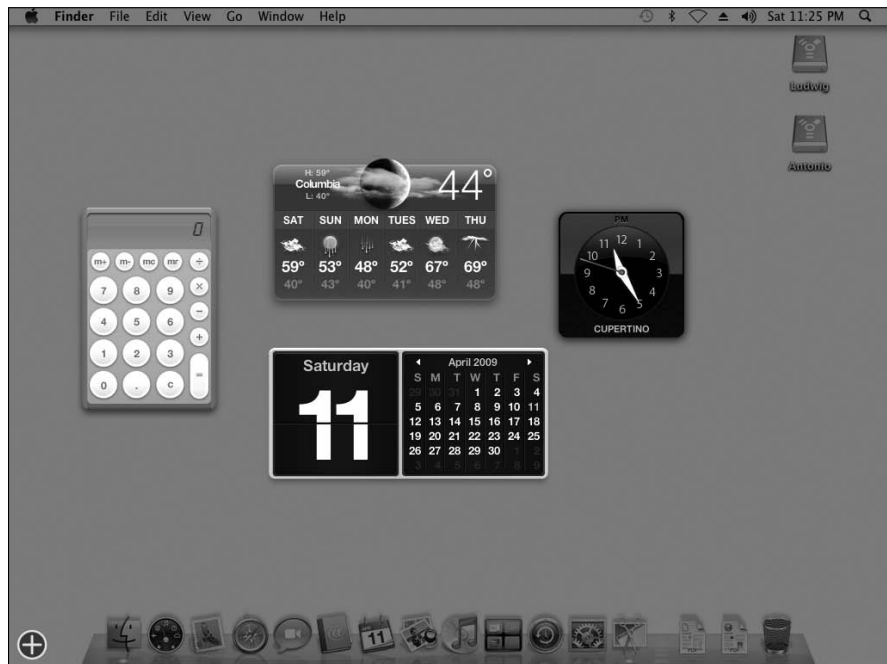 Finder File Edit View Go Window Help Sat 11:25 PM
Ludwig
Antonio
0
m+ m- mc mr ÷
7 8 9 ×
4 5 6 −
1 2 3 +
0 . c =
H: 59°
Columbia
L: 40°
44°
SAT SUN MON TUES WED THU
59° 53° 48° 52° 67° 69°
40° 43° 40° 41° 48° 48°
PM
12
11 1
10 2
9 3
8 4
7 5
6
CUPERTINO
Saturday
11
April 2009
S M T W T F S
29 30 31 1 2 3 4
5 6 7 8 9 10 11
12 13 14 15 16 17 18
19 20 21 22 23 24 25
26 27 28 29 30 1 2
3 4 5 6 7 8 9
11
PDF PDF